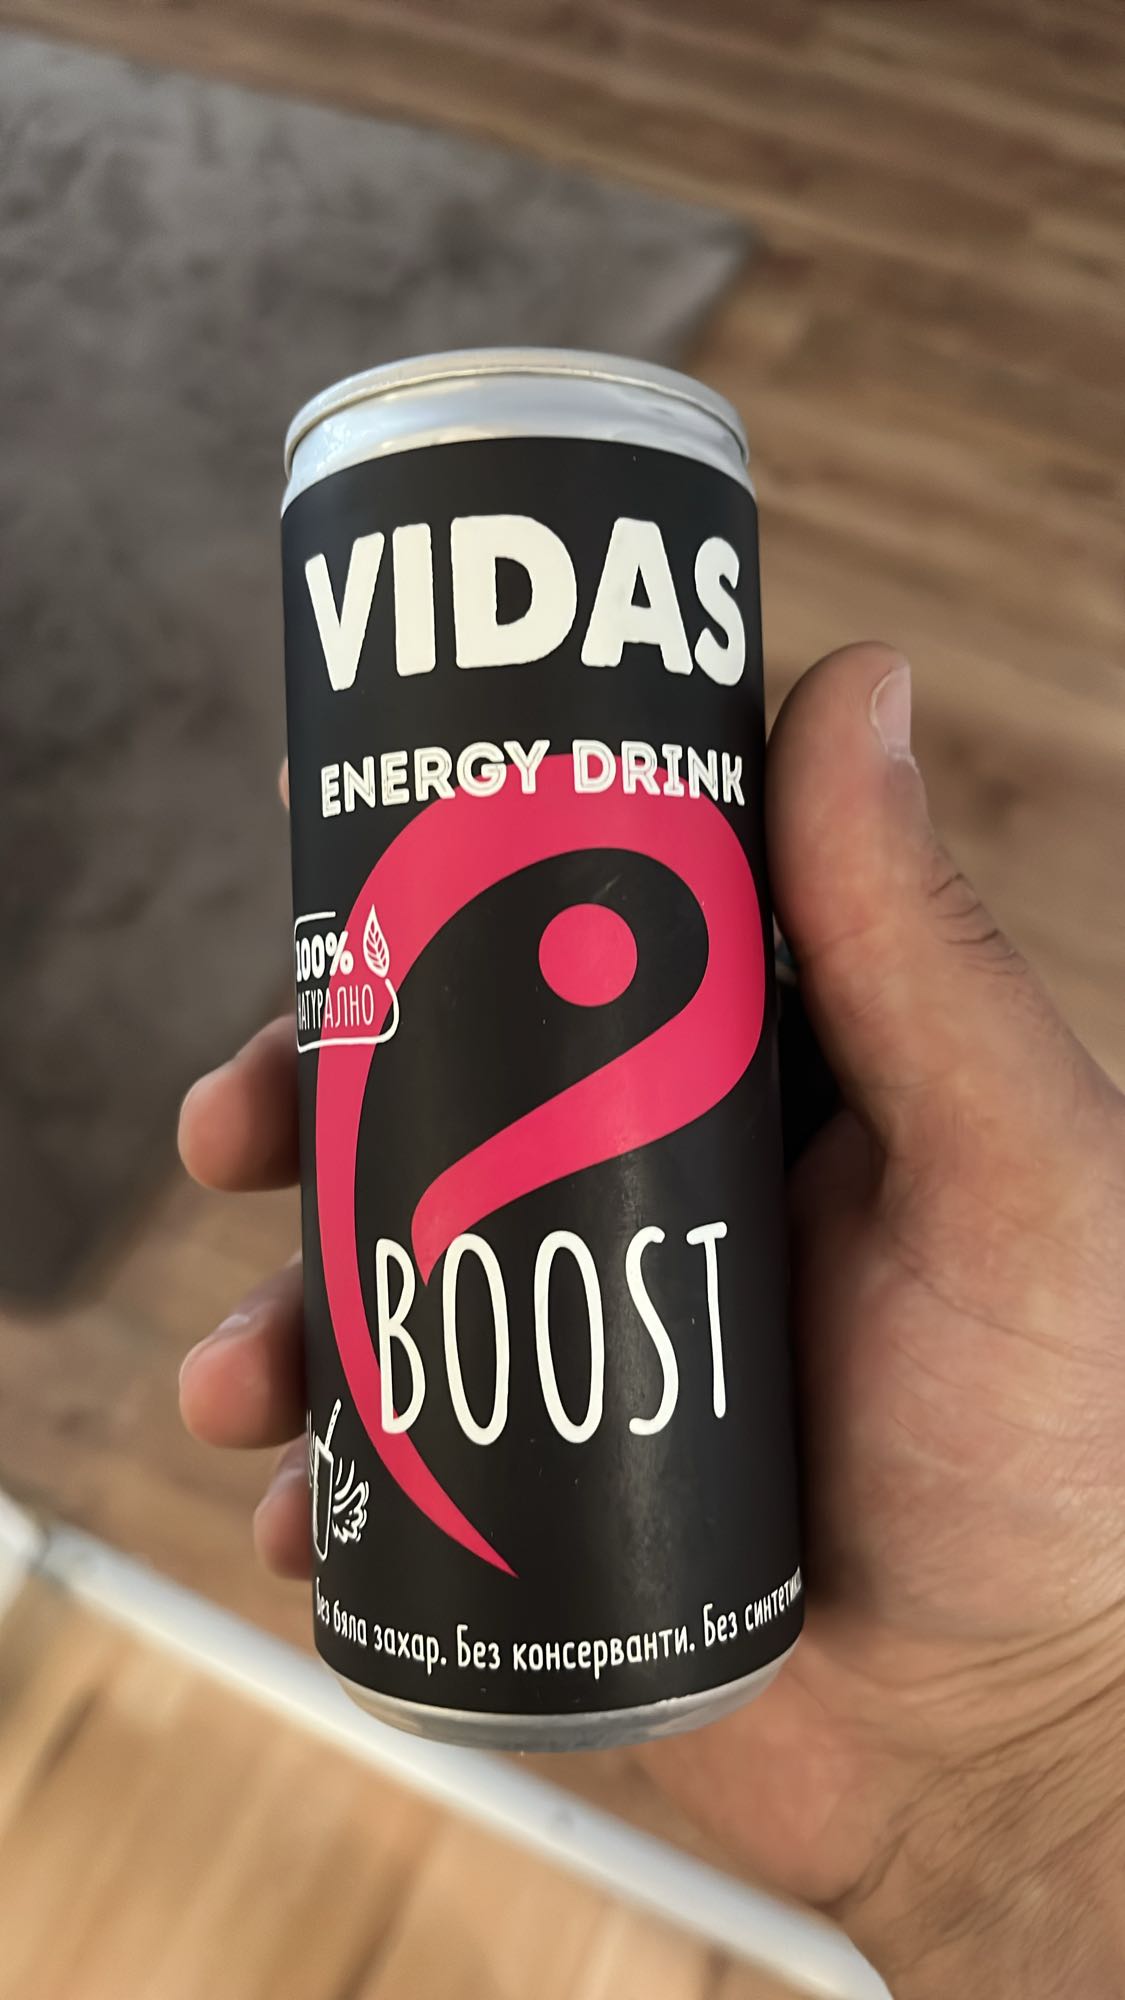 VIDAS
ENERGY DRINK
100%
НАТУРАЛНО
BOOST
Без бяла захар. Без консерванти. Без